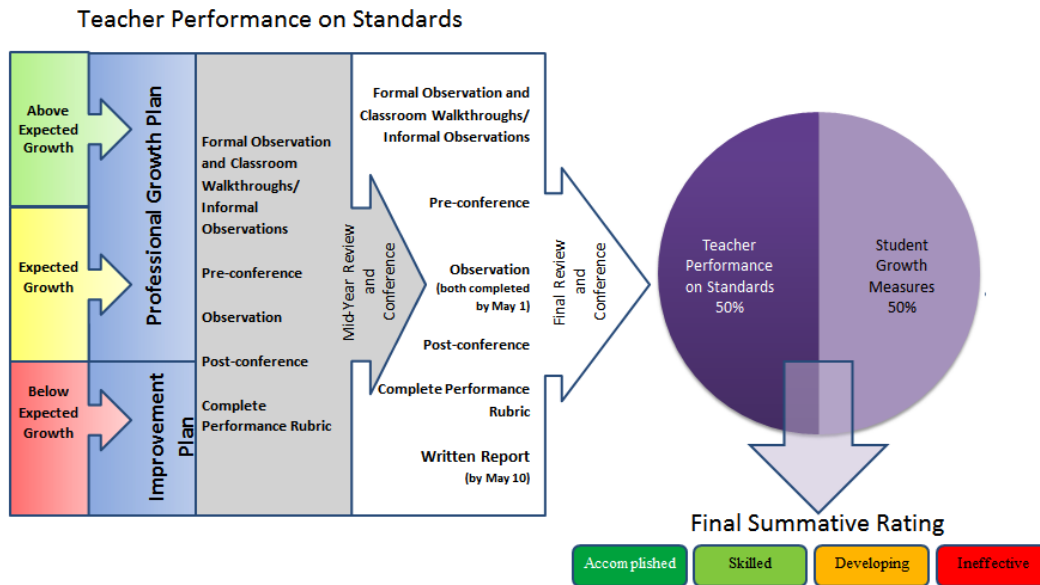 Teacher Performance on Standards
Above
Expected
Growth
Expected
Growth
Below
Expected
Growth
Professional Growth Plan
Improvement
Plan
Formal Observation
and Classroom
Walkthroughs/
Informal
Observations
Pre-conference
Observation
Post-conference
Complete
Performance Rubric
Mid-Year Review
and
Conference
Formal Observation and
Classroom Walkthroughs/
Informal Observations
Pre-conference
Observation
(both completed
by May 1)
Post-conference
Complete Performance
Rubric
Written Report
(by May 10)
Final Review
and
Conference
Teacher
Performance
on Standards
50%
Student
Growth
Measures
50%
Final Summative Rating
Accomplished
Skilled
Developing
Ineffective